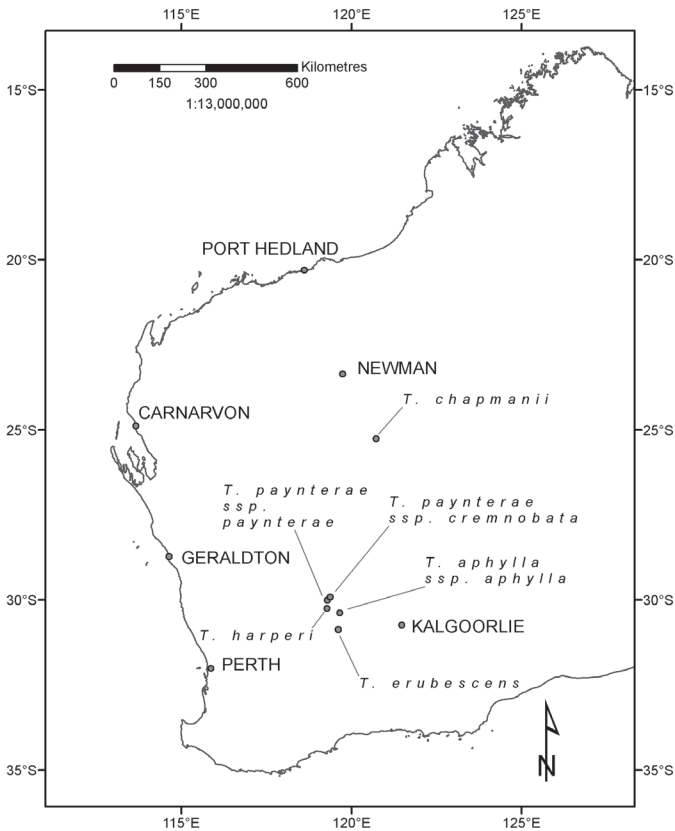 115°E 120°E 125°E
Kilometres
0 150 300 600
1:13,000,000
15°S 15°S
PORT HEDLAND
20°S 20°S
NEWMAN
T. chapmanii
CARNARVON
25°S 25°S
T. paynterae
ssp.
paynterae
T. paynterae
ssp. cremnobata
GERALDTON
T. aphylla
ssp. aphylla
30°S 30°S
T. harperi
KALGOORLIE
PERTH
T. erubescens
N
35°S 35°S
115°E 120°E 125°E